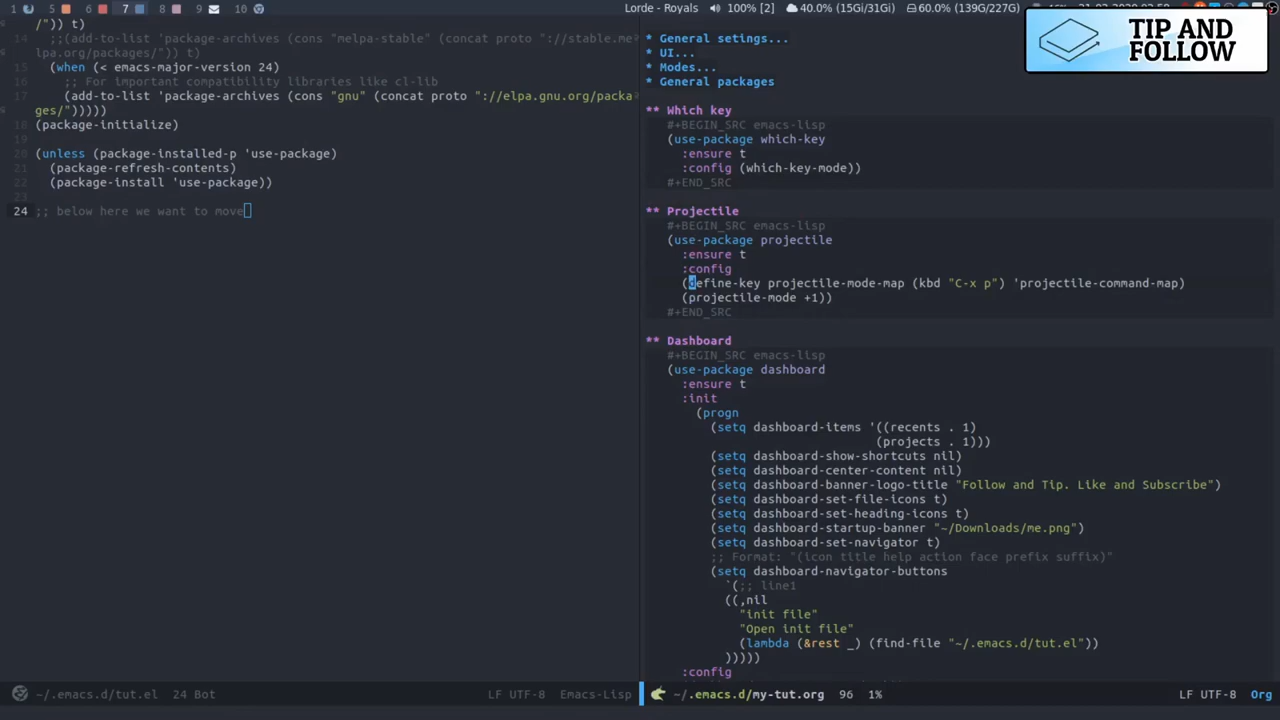 1 5 6 7 8 9 10
Lorde - Royals 100% [2] 40.0% (15Gi/31Gi) 60.0% (139G/227G)
TIP AND
FOLLOW
/")) t)
14 ;;(add-to-list 'package-archives (cons "melpa-stable" (concat proto "://stable.me
lpa.org/packages/")) t)
15 (when (< emacs-major-version 24)
16 ;; For important compatibility libraries like cl-lib
17 (add-to-list 'package-archives (cons "gnu" (concat proto "://elpa.gnu.org/packa
ges/")))))
18 (package-initialize)
19
20 (unless (package-installed-p 'use-package)
21 (package-refresh-contents)
22 (package-install 'use-package))
23
24 ;; below here we want to move
~/.emacs.d/tut.el 24 Bot LF UTF-8 Emacs-Lisp
* General setings...
* UI...
* Modes...
* General packages
** Which key
#+BEGIN_SRC emacs-lisp
(use-package which-key
:ensure t
:config (which-key-mode))
#+END_SRC
** Projectile
#+BEGIN_SRC emacs-lisp
(use-package projectile
:ensure t
:config
(define-key projectile-mode-map (kbd "C-x p") 'projectile-command-map)
(projectile-mode +1))
#+END_SRC
** Dashboard
#+BEGIN_SRC emacs-lisp
(use-package dashboard
:ensure t
:init
(progn
(setq dashboard-items '((recents . 1)
(projects . 1)))
(setq dashboard-show-shortcuts nil)
(setq dashboard-center-content nil)
(setq dashboard-banner-logo-title "Follow and Tip. Like and Subscribe")
(setq dashboard-set-file-icons t)
(setq dashboard-set-heading-icons t)
(setq dashboard-startup-banner "~/Downloads/me.png")
(setq dashboard-set-navigator t)
;; Format: "(icon title help action face prefix suffix)"
(setq dashboard-navigator-buttons
`(;; line1
((,nil
"init file"
"Open init file"
(lambda (&rest _) (find-file "~/.emacs.d/tut.el"))
)))))
:config
~/.emacs.d/my-tut.org 96 1% LF UTF-8 Org